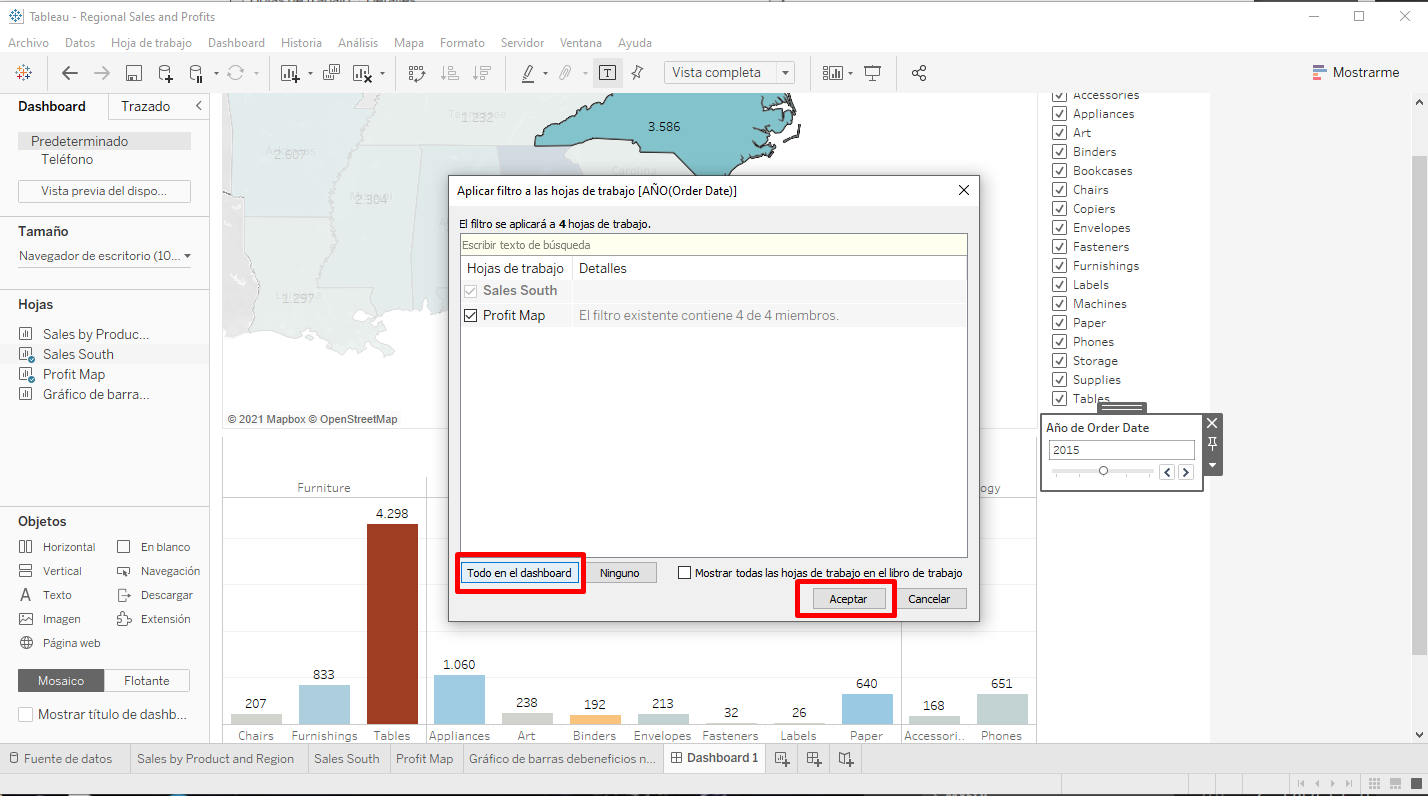 Tableau - Regional Sales and Profits
Archivo Datos Hoja de trabajo Dashboard Historia Análisis Mapa Formato Servidor Ventana Ayuda
Vista completa
Mostrarme
Dashboard Trazado
Predeterminado
Teléfono
Vista previa del dispo...
Tamaño
Navegador de escritorio (10...
Hojas
Sales by Produc...
Sales South
Profit Map
Gráfico de barra...
Objetos
Horizontal En blanco
Vertical Navegación
Texto Descargar
Imagen Extensión
Página web
Mosaico Flotante
Mostrar título de dashb...
1.232
3.586
Arkansas
2.607
Carolina
2.304
1.297
© 2021 Mapbox © OpenStreetMap
Aplicar filtro a las hojas de trabajo [AÑO(Order Date)]
El filtro se aplicará a 4 hojas de trabajo.
Escribir texto de búsqueda
Hojas de trabajo Detalles
Sales South
Profit Map El filtro existente contiene 4 de 4 miembros.
Todo en el dashboard Ninguno Mostrar todas las hojas de trabajo en el libro de trabajo
Aceptar Cancelar
Accessories
Appliances
Art
Binders
Bookcases
Chairs
Copiers
Envelopes
Fasteners
Furnishings
Labels
Machines
Paper
Phones
Storage
Supplies
Tables
Año de Order Date
2015
Furniture
ogy
4.298
833
207
1.060
238
192
213
32
26
640
168
651
Chairs Furnishings Tables Appliances Art Binders Envelopes Fasteners Labels Paper Accessori.. Phones
Fuente de datos Sales by Product and Region Sales South Profit Map Gráfico de barras debeneficios n... Dashboard 1